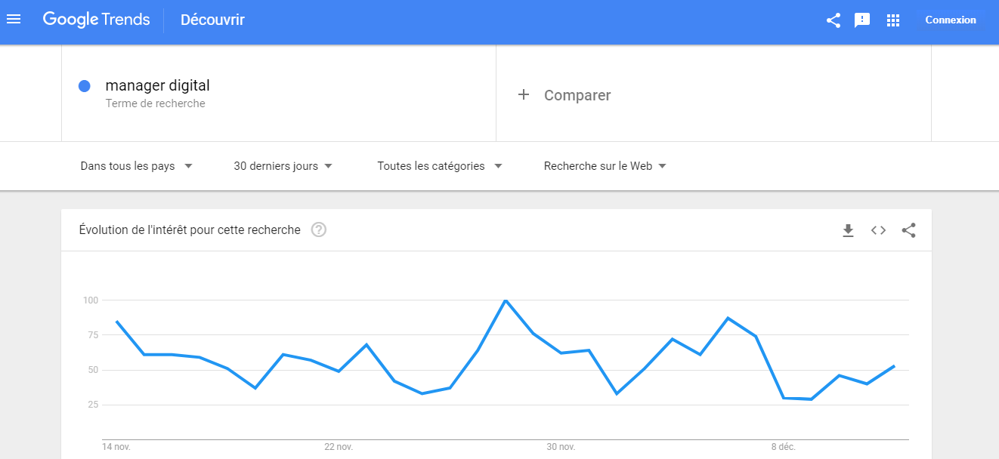 Google Trends Découvrir Connexion
manager digital
Terme de recherche
Comparer
Dans tous les pays 30 derniers jours Toutes les catégories Recherche sur le Web
Évolution de l'intérêt pour cette recherche ?
100
75
50
25
14 nov. 22 nov. 30 nov. 8 déc.